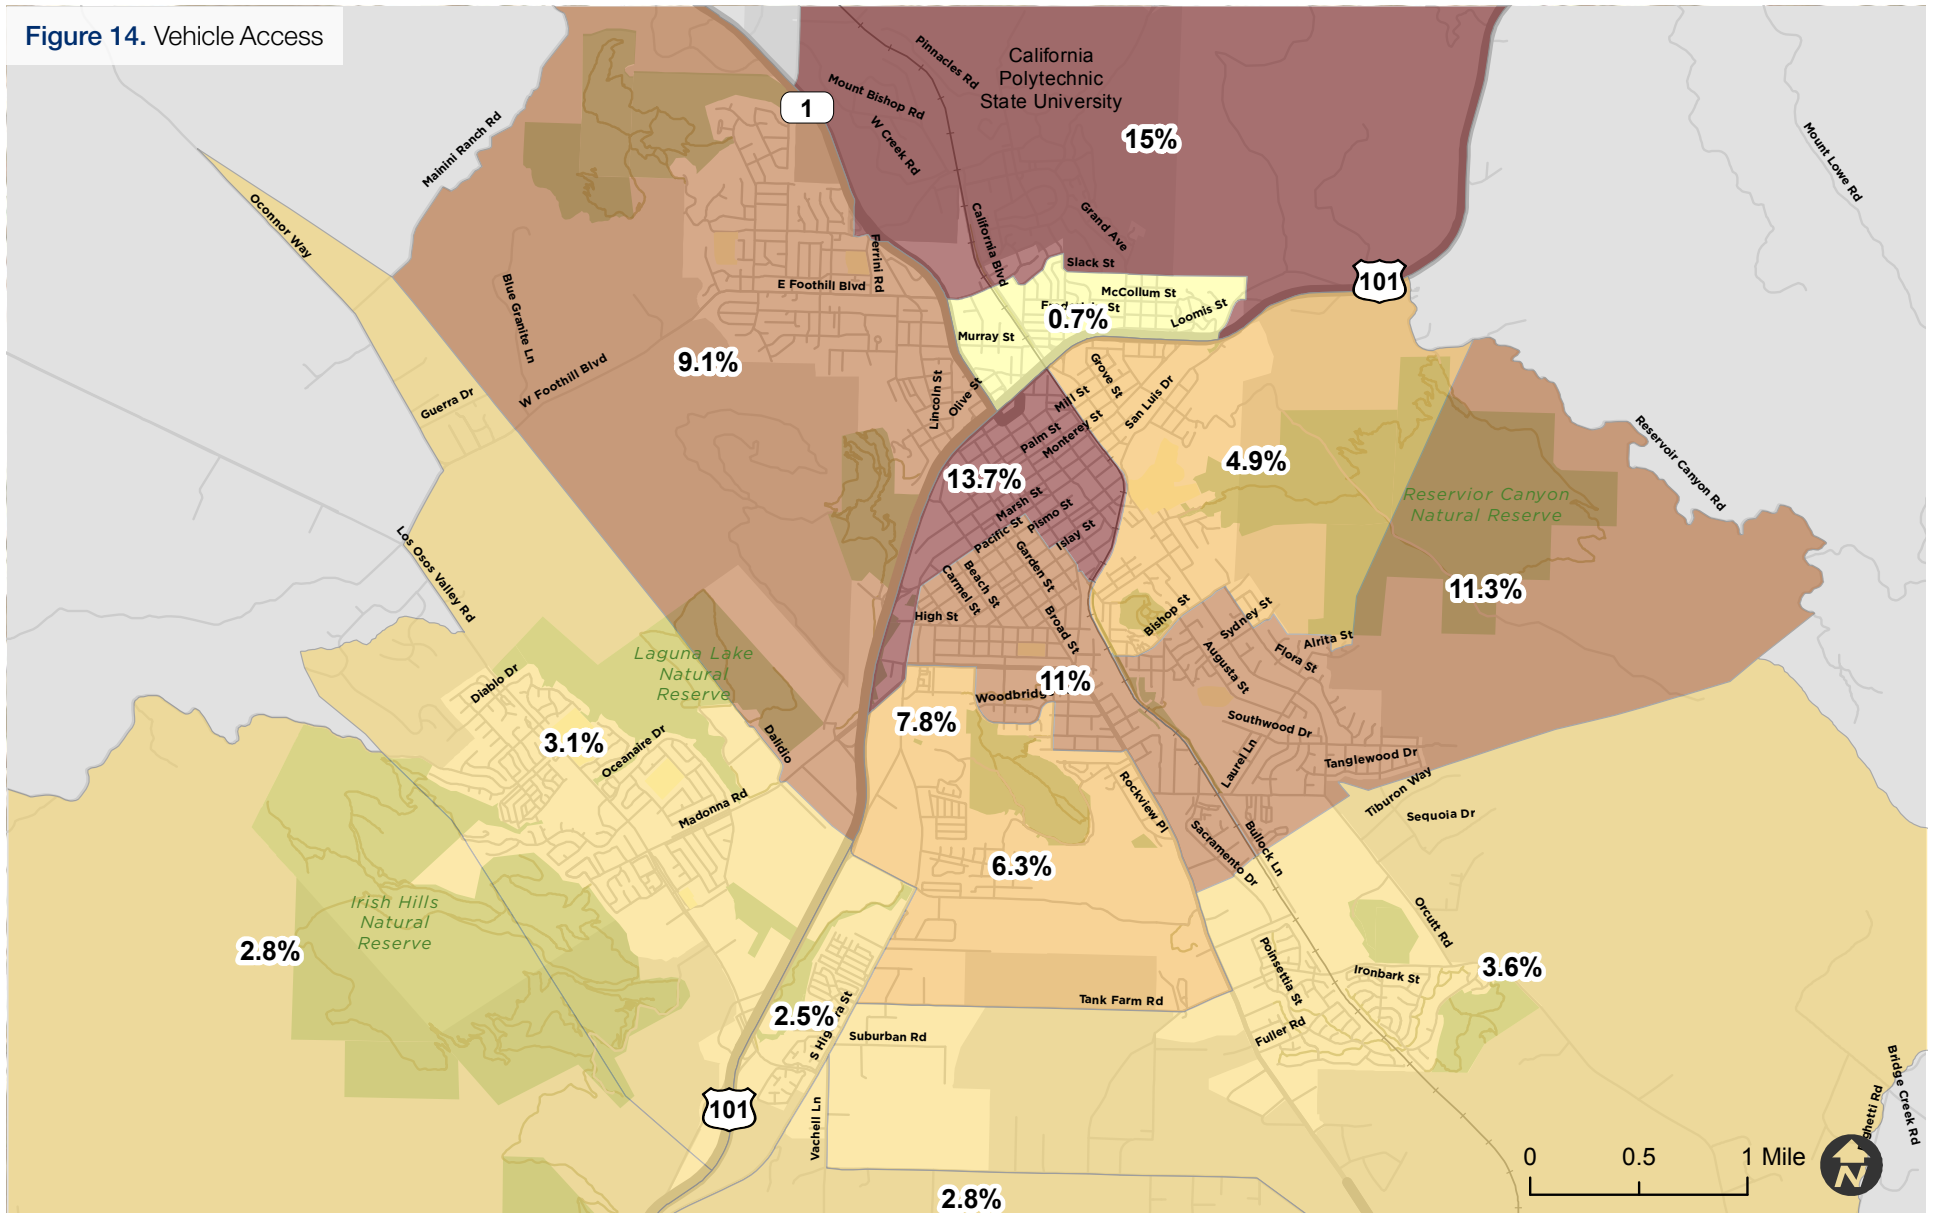 Figure 14. Vehicle Access
California
Polytechnic
State University
Pinnacles Rd
Mount Bishop Rd
W Creek Rd
1
15%
Mainini Ranch Rd
Mount Lowe Rd
Oconnor Way
California Blvd
Grand Ave
Ferrini Rd
Slack St
101
E Foothill Blvd
McCollum St
Blue Granite Ln
St
Loomis St
0.7%
Murray St
9.1%
W Foothill Blvd
Grove St
Lincoln St
Olive St
Mill St
San Luis Dr
Guerra Dr
Palm St
Monterey St
Reservoir Canyon Rd
4.9%
13.7%
Reservior Canyon
Natural Reserve
Marsh St
Pismo St
Pacific St
Islay St
Los Osos Valley Rd
Garden St
Beach St
Carmel St
11.3%
High St
Broad St
Bishop St
Sydney St
Alrita St
Flora St
Augusta St
Laguna Lake
Natural
Reserve
Diablo Dr
11%
Woodbridge
7.8%
Southwood Dr
3.1%
Oceanaire Dr
Dalidio
Laurel Ln
Tanglewood Dr
Tiburon Way
Madonna Rd
Rockview Pl
Sequoia Dr
Sacramento Dr
Bullock Ln
6.3%
Irish Hills
Natural
Reserve
2.8%
Orcutt Rd
Poinsettia St
Ironbark St
3.6%
Tank Farm Rd
2.5%
S Hig ra St
Suburban Rd
Fuller Rd
101
Vachell Ln
Bridge Creek Rd
ghetti Rd
0 0.5 1 Mile
N
2.8%